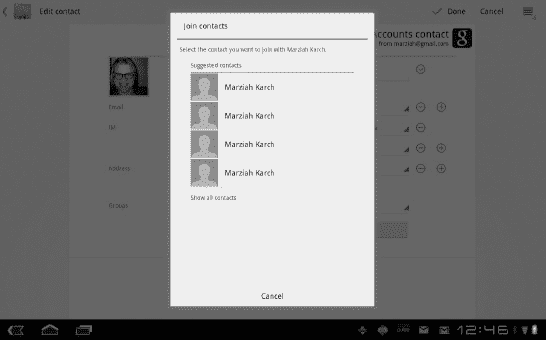 Edit contact
Done
Cancel
Join contacts
Accounts contact
from marziah@gmail.com
Select the contact you want to join with Marziah Karch.
Suggested contacts
Marziah Karch
Marziah Karch
Marziah Karch
Marziah Karch
Show all contacts
Email
IM
Address
Groups
Cancel
12:46